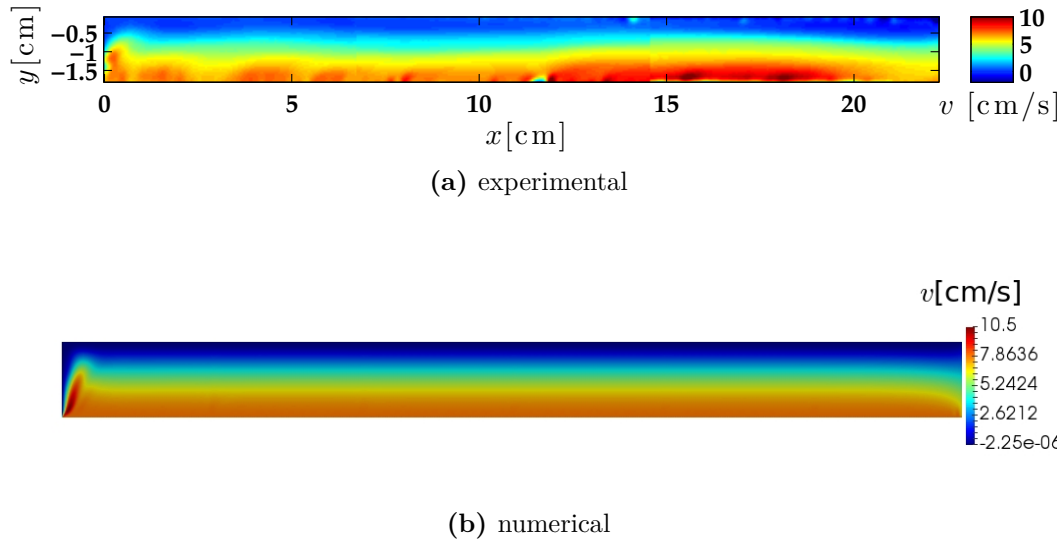 10
5
0
y[cm]
−0.5
−1
−1.5
0 5 10 15 20 v [cm/s]
x[cm]
(a) experimental
v[cm/s]
10.5
7.8636
5.2424
2.6212
-2.25e-06
(b) numerical